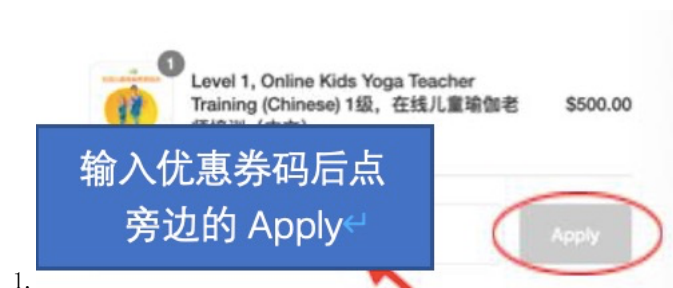 1
Level 1, Online Kids Yoga Teacher
Training (Chinese) 1级，在线儿童瑜伽老
$500.00
输入优惠券码后点
旁边的 Apply↵
Apply
1.